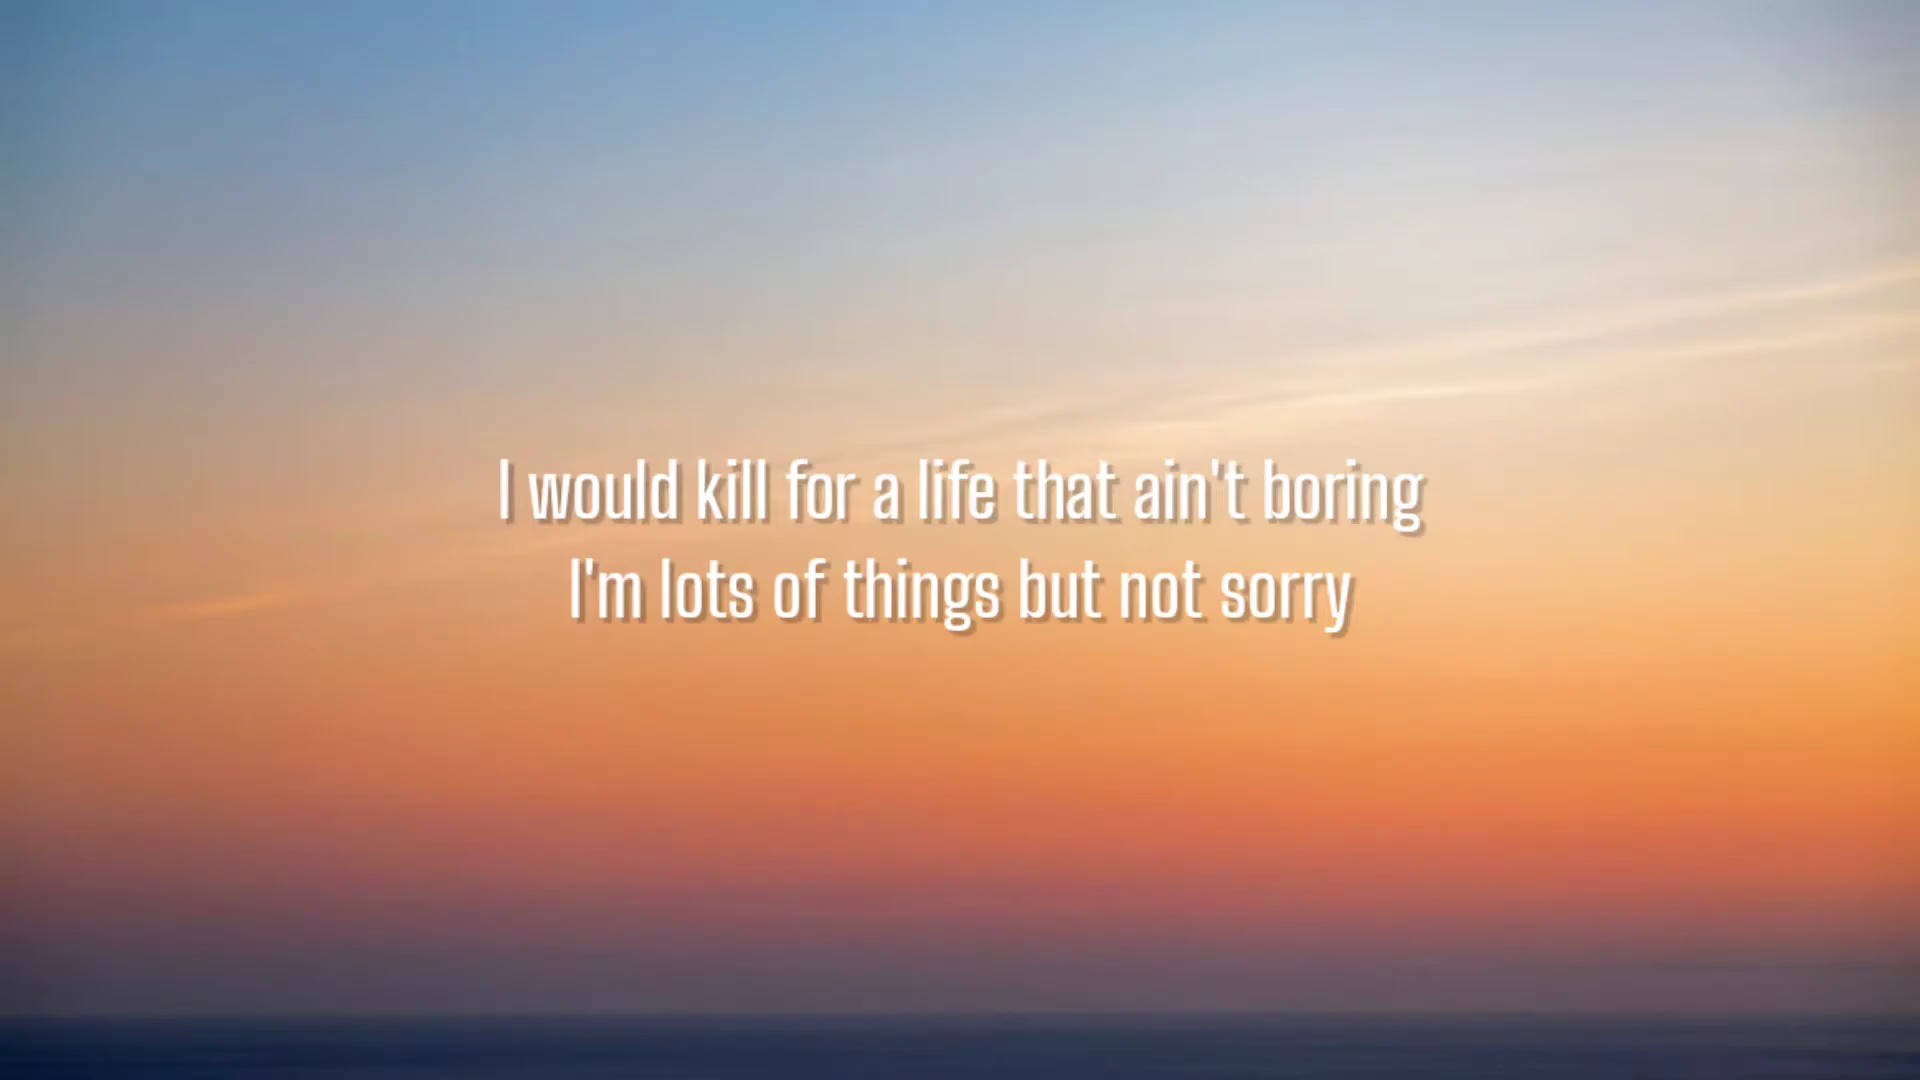 I would kill for a life that ain't boring
I'm lots of things but not sorry